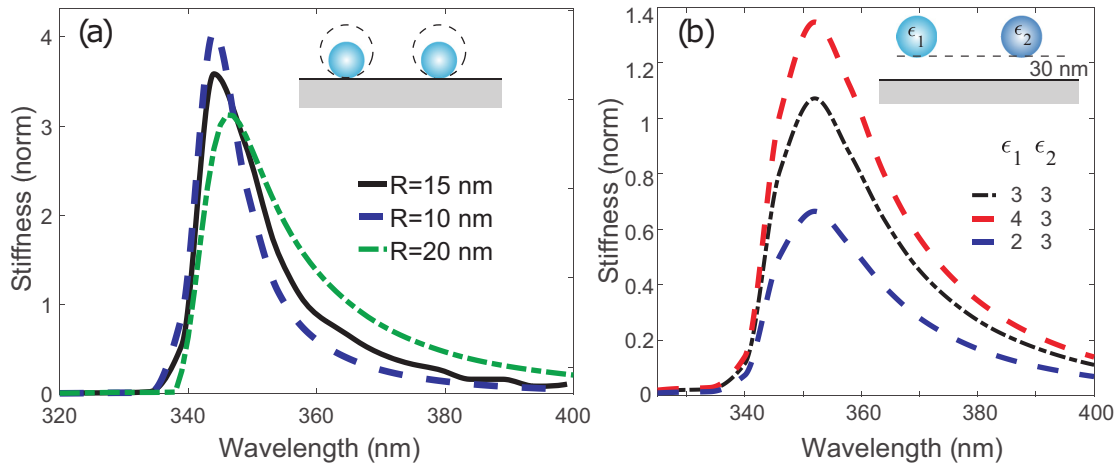 (a)
Stiffness (norm)
4
3
2
1
0
320
340
360
380
400
Wavelength (nm)
R=15 nm
R=10 nm
R=20 nm
(b)
Stiffness (norm)
1.4
1.2
1
0.8
0.6
0.4
0.2
0
340
360
380
400
Wavelength (nm)
ϵ1 ϵ2
30 nm
ϵ1 ϵ2
3 3
4 3
2 3